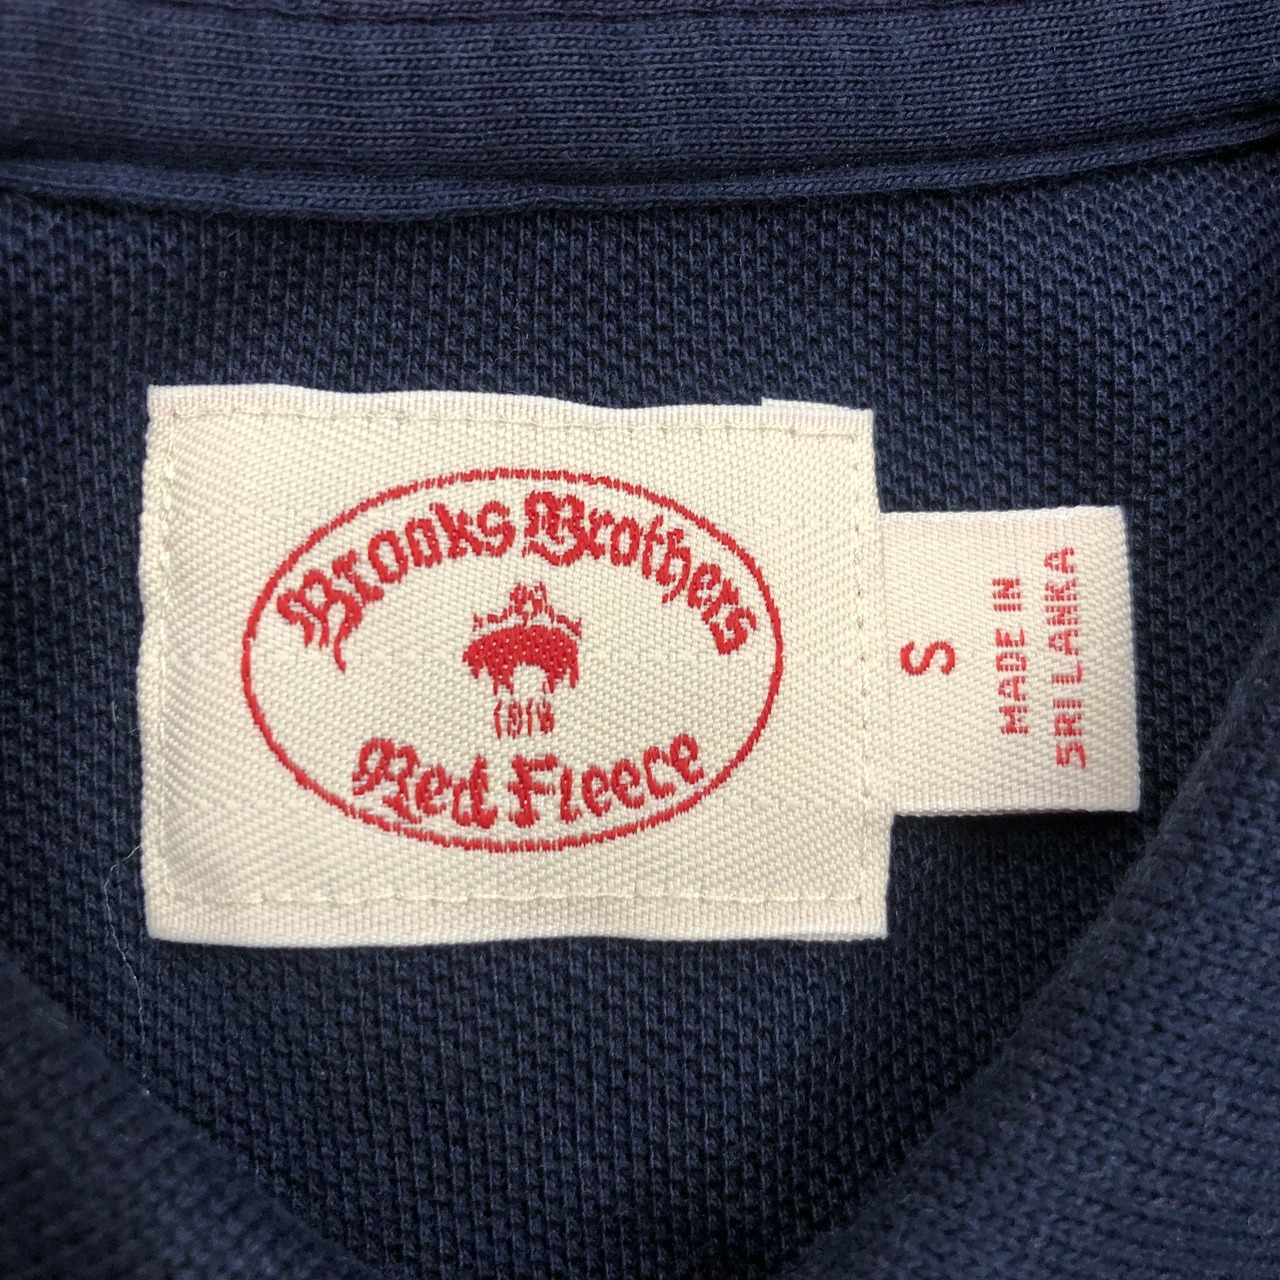 Brooks Brothers
1818
Red Fleece
S
MADE IN
SRI LANKA